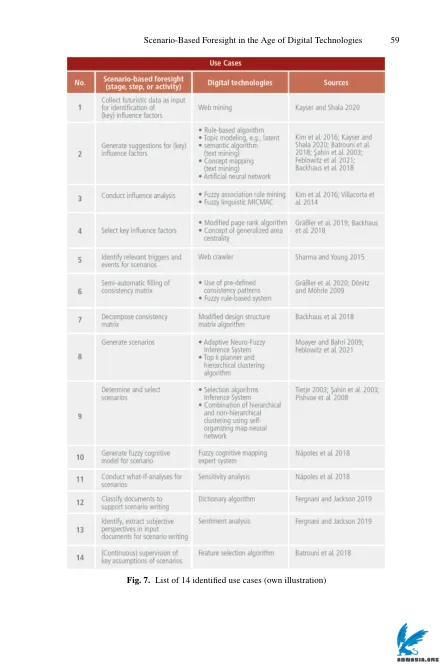 Scenario-Based Foresight in the Age of Digital Technologies 59
Use Cases
No. Scenario-based foresight (stage, step, or activity) Digital technologies Sources
1 Collect futuristic data as input for identification of (key) influence factors Web mining Kayser and Shala 2020
2 Generate suggestions for (key) influence factors
• Rule-based algorithm
• Topic modeling, e.g., latent
• semantic algorithm (text mining)
• Concept mapping (text mining)
• Artificial neural network
Kim et al. 2016; Kayser and Shala 2020; Batrouni et al. 2018; Şahin et al. 2003; Feblowitz et al. 2021; Backhaus et al. 2018
3 Conduct influence analysis
• Fuzzy association rule mining
• Fuzzy linguistic MICMAC
Kim et al. 2016; Villacorta et al. 2014
4 Select key influence factors
• Modified page rank algorithm
• Concept of generalized area centrality
Gräßler et al. 2019; Backhaus et al. 2018
5 Identify relevant triggers and events for scenarios Web crawler Sharma and Young 2015
6 Semi-automatic filling of consistency matrix
• Use of pre-defined consistency patterns
• Fuzzy rule-based system
Gräßler et al. 2020; Dönitz and Möhrle 2009
7 Decompose consistency matrix Modified design structure matrix algorithm Backhaus et al. 2018
8 Generate scenarios
• Adaptive Neuro-Fuzzy Inference System
• Top k planner and hierarchical clustering algorithm
Moayer and Bahri 2009; Feblowitz et al. 2021
9 Determine and select scenarios
• Selection algorithms Inference System
• Combination of hierarchical and non-hierarchical clustering using self-organizing map neural network
Tietje 2003; Şahin et al. 2003; Pishvaee et al. 2008
10 Generate fuzzy cognitive model for scenario Fuzzy cognitive mapping expert system Nápoles et al. 2018
11 Conduct what-if-analyses for scenarios Sensitivity analysis Nápoles et al. 2018
12 Classify documents to support scenario writing Dictionary algorithm Fergnani and Jackson 2019
13 Identify, extract subjective perspectives in input documents for scenario writing Sentiment analysis Fergnani and Jackson 2019
14 (Continuous) supervision of key assumptions of scenarios Feature selection algorithm Batrouni et al. 2018
Fig. 7. List of 14 identified use cases (own illustration)